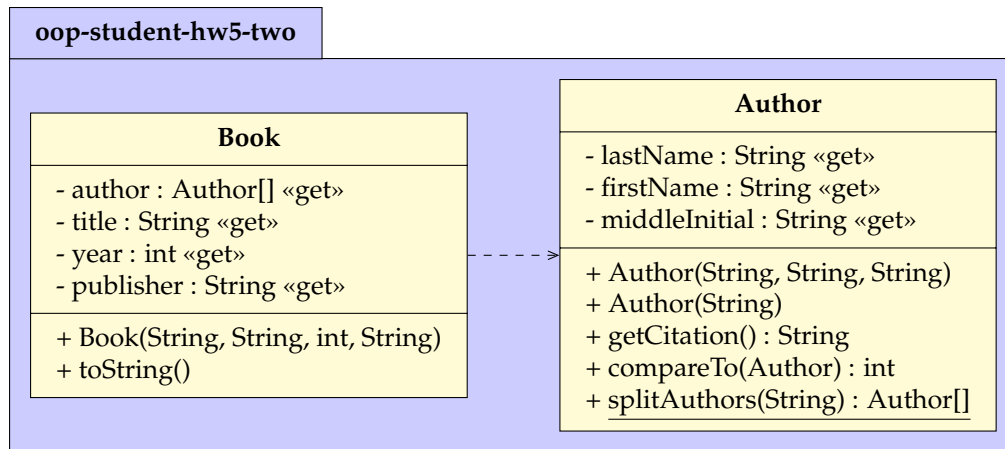 oop-student-hw5-two
Book
- author : Author[] «get»
- title : String «get»
- year : int «get»
- publisher : String «get»
+ Book(String, String, int, String)
+ toString()
Author
- lastName : String «get»
- firstName : String «get»
- middleInitial : String «get»
+ Author(String, String, String)
+ Author(String)
+ getCitation() : String
+ compareTo(Author) : int
+ splitAuthors(String) : Author[]